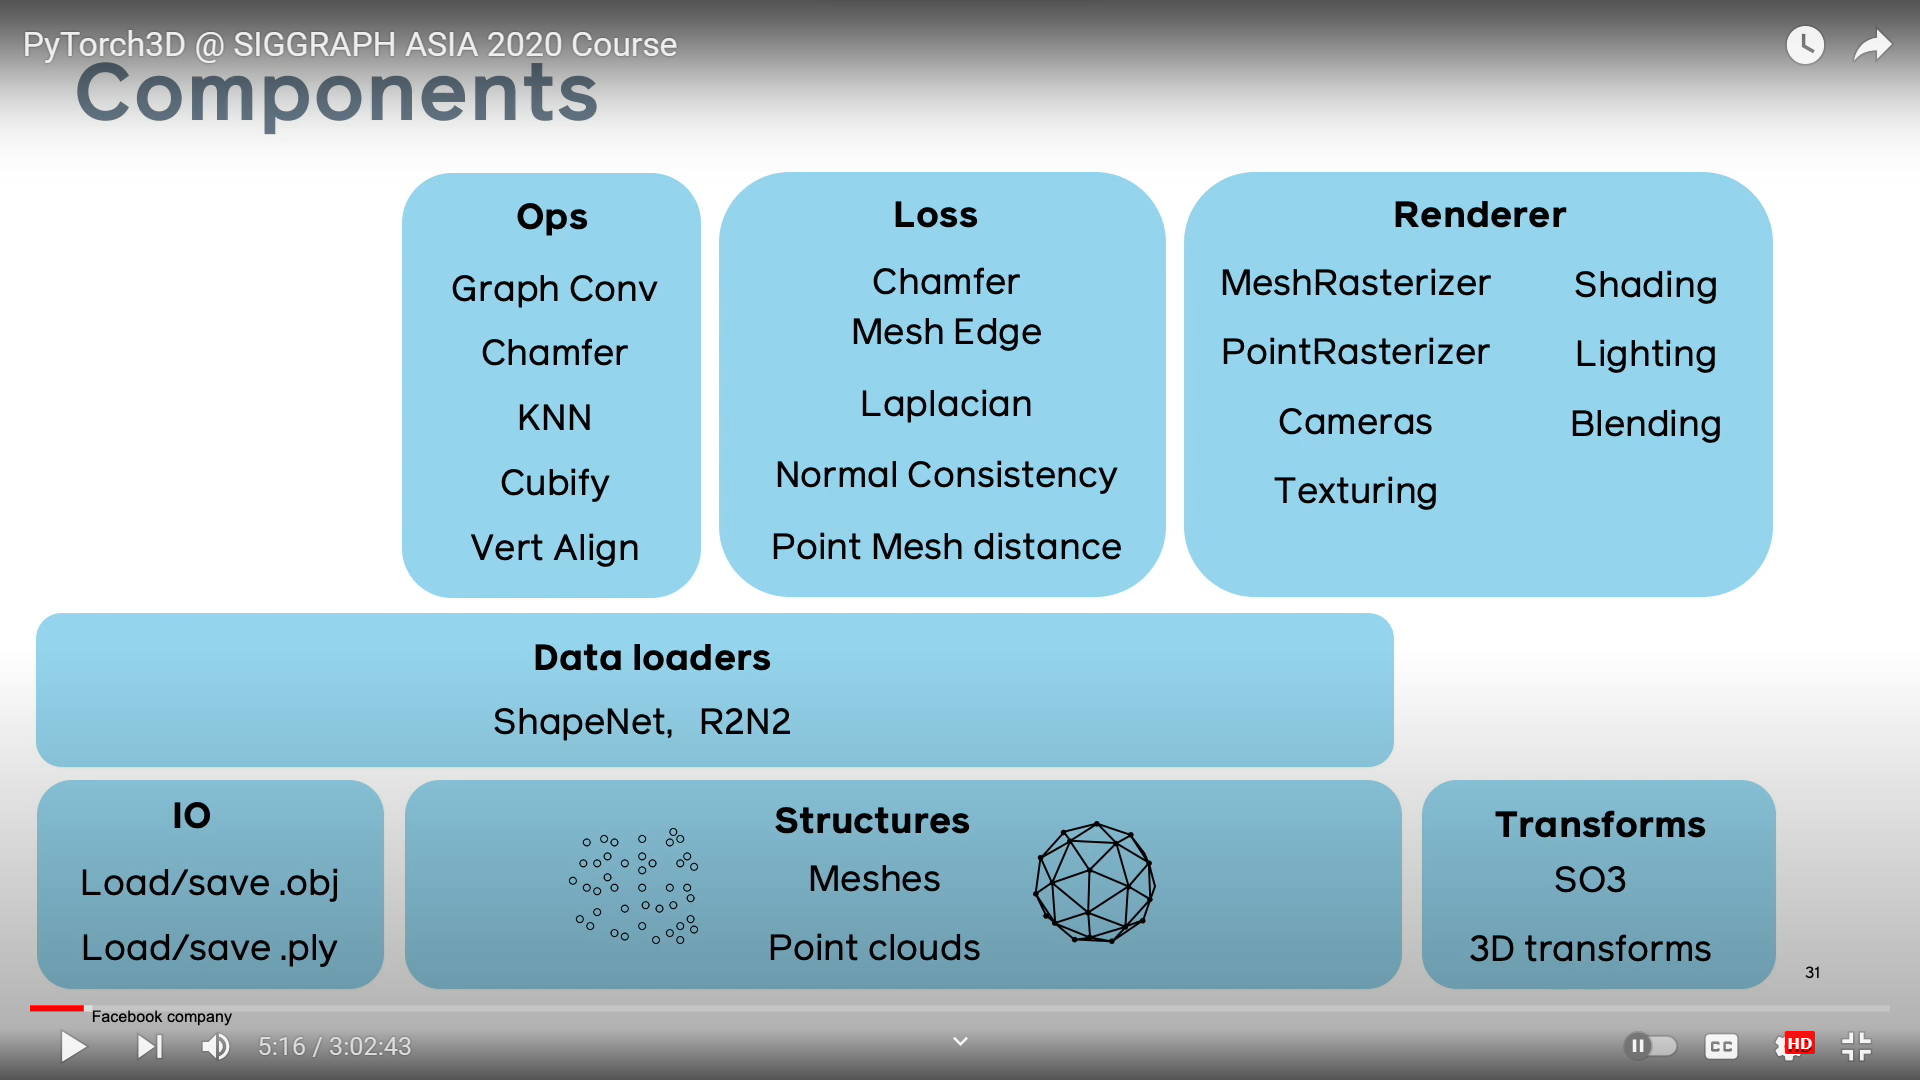 PyTorch3D @ SIGGRAPH ASIA 2020 Course
Components
Ops
Graph Conv
Chamfer
KNN
Cubify
Vert Align
Loss
Chamfer
Mesh Edge
Laplacian
Normal Consistency
Point Mesh distance
Renderer
MeshRasterizer
PointRasterizer
Cameras
Texturing
Shading
Lighting
Blending
Data loaders
ShapeNet, R2N2
IO
Load/save .obj
Load/save .ply
Structures
Meshes
Point clouds
Transforms
SO3
3D transforms
31
Facebook company
5:16 / 3:02:43
CC
HD